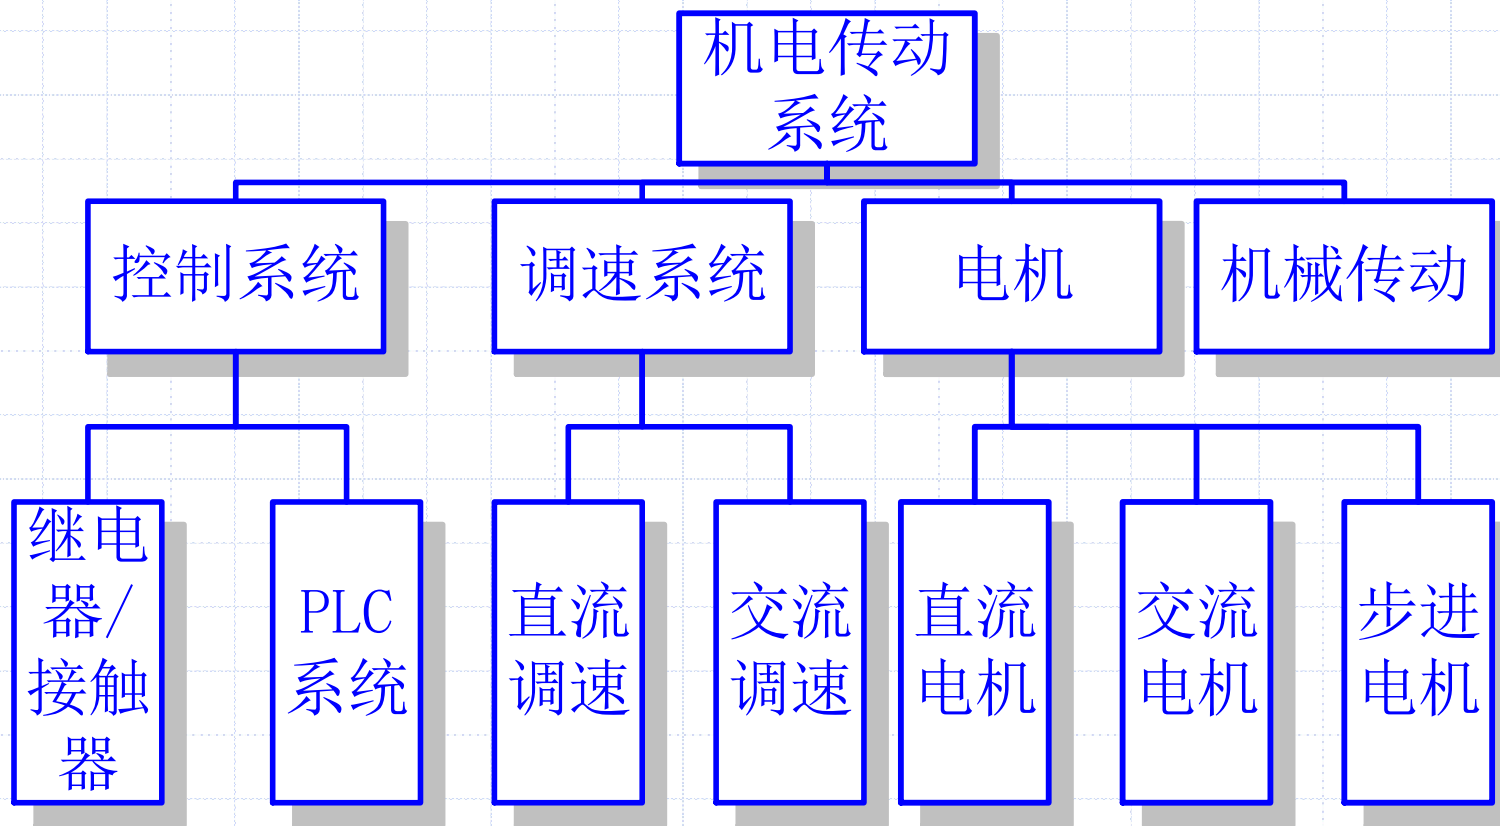 机电传动
系统
控制系统
调速系统
电机
机械传动
继电
器/
接触
器
PLC
系统
直流
调速
交流
调速
直流
电机
交流
电机
步进
电机